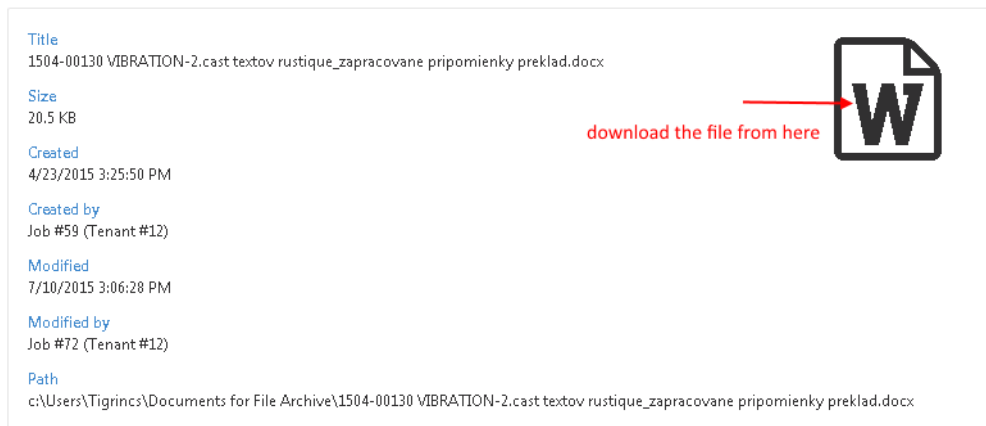 Title
1504-00130 VIBRATION-2.cast textov rustique_zapracovane pripomienky preklad.docx
Size
20.5 KB
Created
4/23/2015 3:25:50 PM
Created by
Job #59 (Tenant #12)
Modified
7/10/2015 3:06:28 PM
Modified by
Job #72 (Tenant #12)
Path
c:\Users\Tigrincs\Documents for File Archive\1504-00130 VIBRATION-2.cast textov rustique_zapracovane pripomienky preklad.docx
W
download the file from here